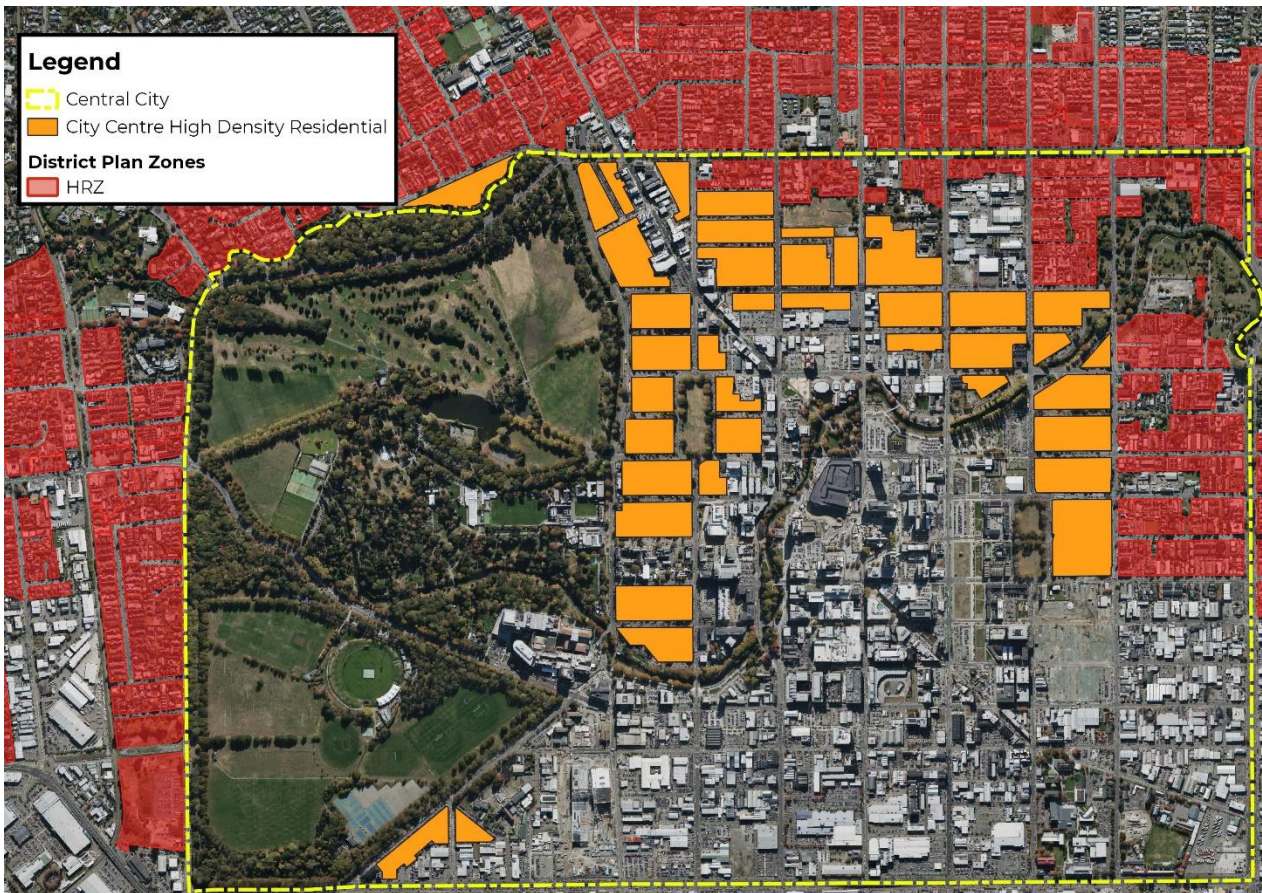 Legend
Central City
City Centre High Density Residential
District Plan Zones
HRZ